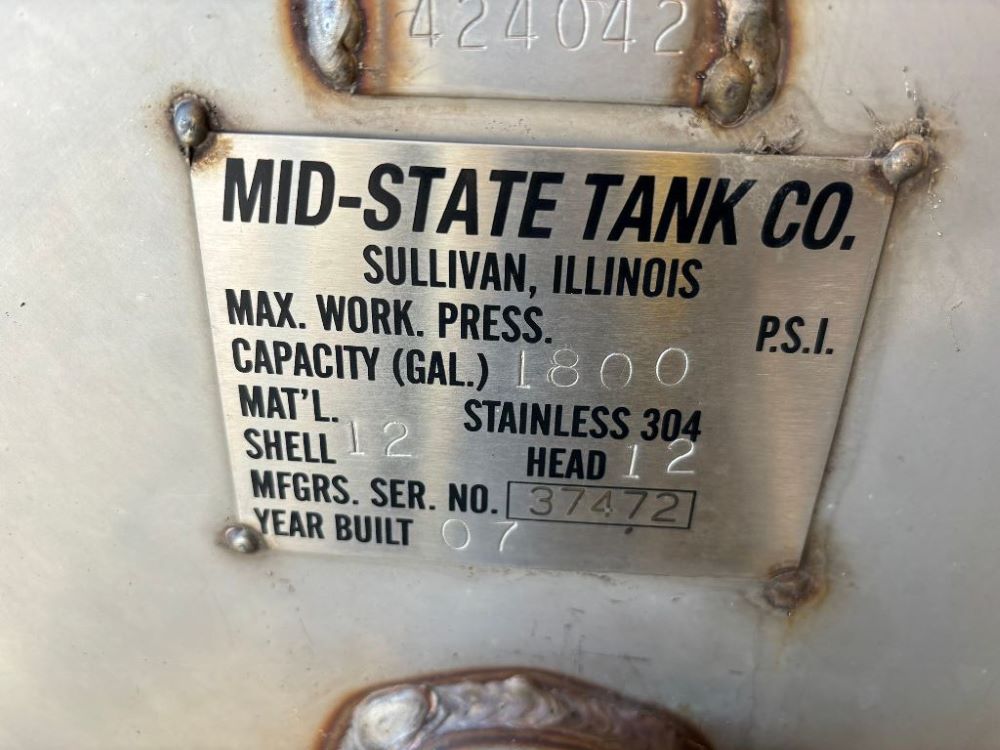 424042
MID-STATE TANK CO.
SULLIVAN, ILLINOIS
MAX. WORK. PRESS. P.S.I.
CAPACITY (GAL.) 1800
MAT'L. STAINLESS 304
SHELL 12 HEAD 12
MFGRS. SER. NO. 37472
YEAR BUILT 07